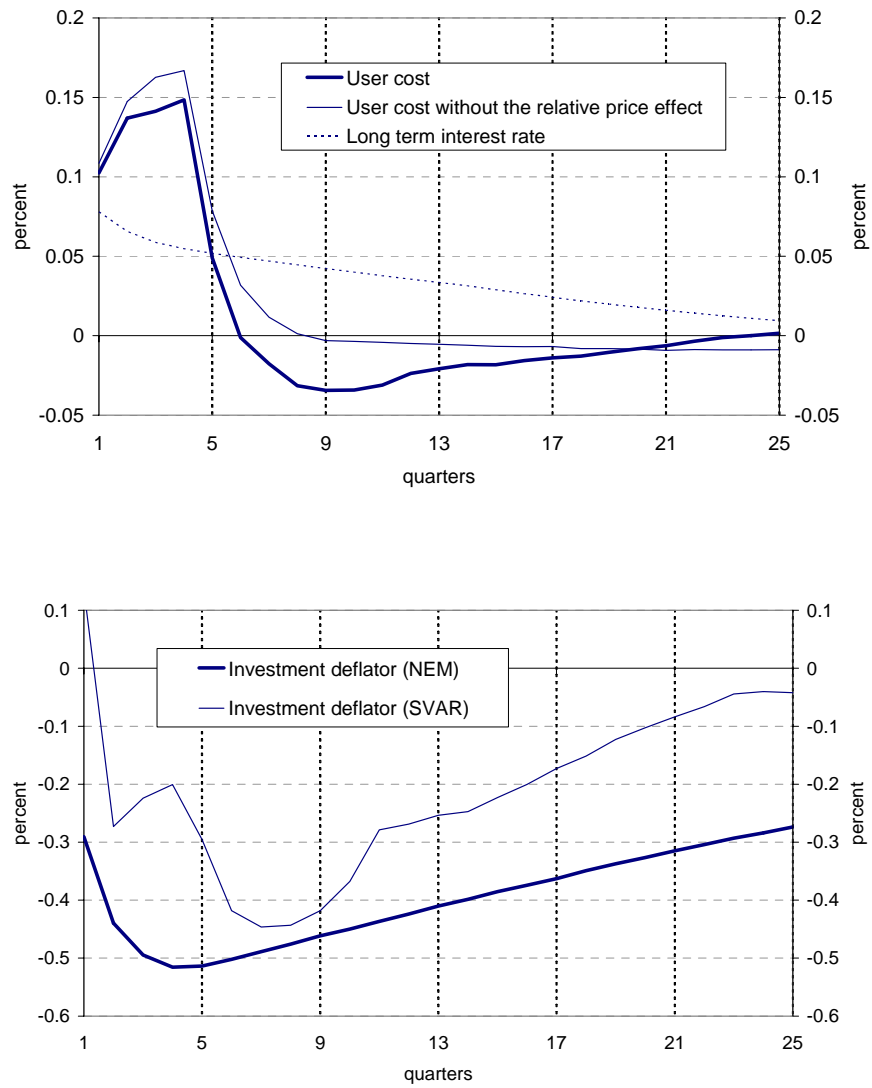 0.2 0.2
User cost
0.15 0.15
User cost without the relative price effect
Long term interest rate
0.1 0.1
percent percent
0.05 0.05
0 0
-0.05 -0.05
1 5 9 13 17 21 25
quarters
0.1 0.1
Investment deflator (NEM)
0 0
Investment deflator (SVAR)
-0.1 -0.1
-0.2 -0.2
percent percent
-0.3 -0.3
-0.4 -0.4
-0.5 -0.5
-0.6 -0.6
1 5 9 13 17 21 25
quarters